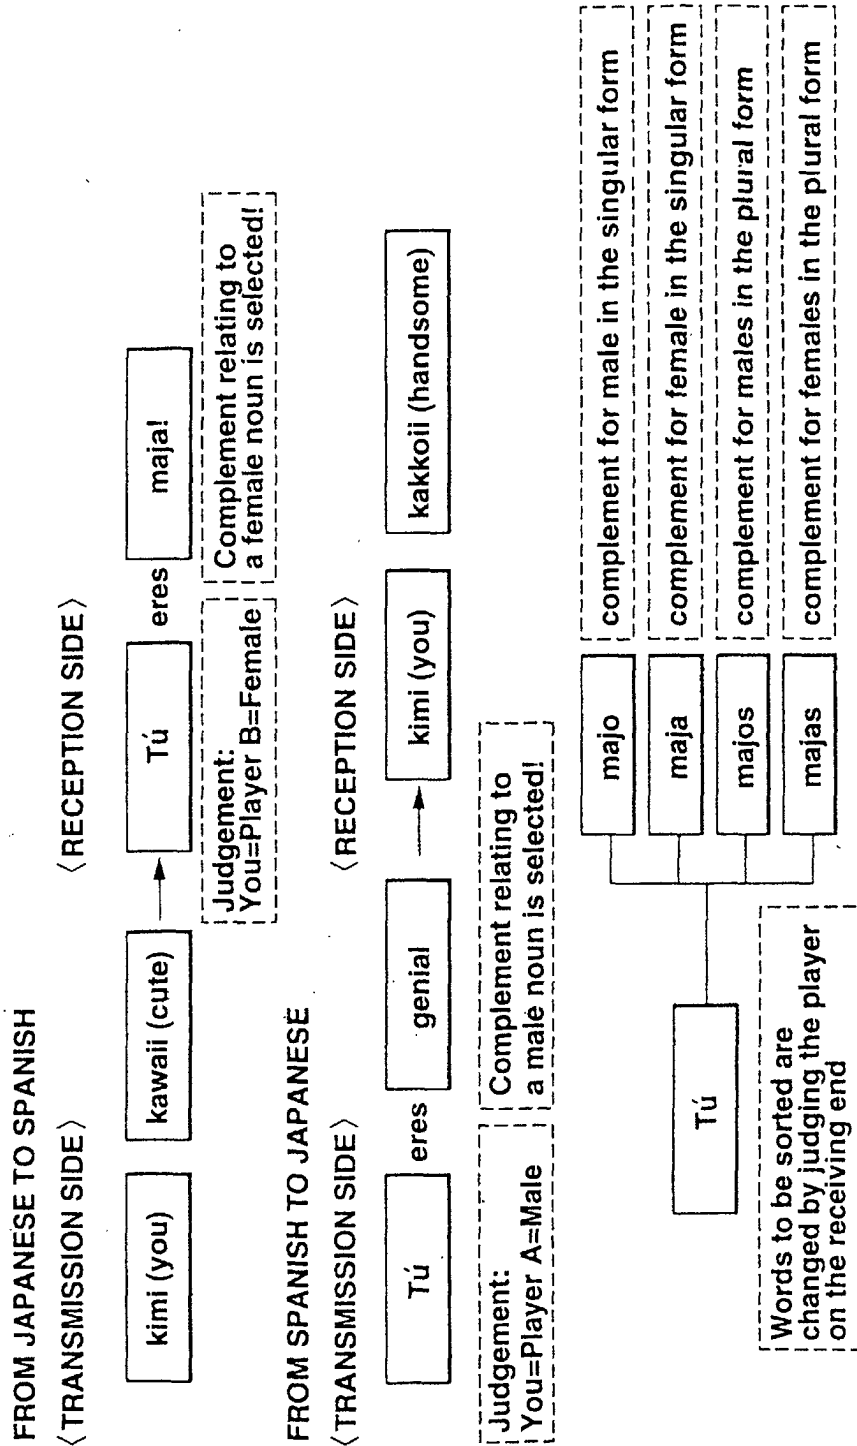 FROM JAPANESE TO SPANISH
〈TRANSMISSION SIDE〉
〈RECEPTION SIDE〉
kimi (you)
kawaii (cute)
Tú
eres
maja!
Judgement:
You=Player B=Female
Complement relating to
a female noun is selected!
FROM SPANISH TO JAPANESE
〈TRANSMISSION SIDE〉
〈RECEPTION SIDE〉
Tú
eres
genial
kimi (you)
kakkoii (handsome)
Judgement:
You=Player A=Male
Complement relating to
a male noun is selected!
Tú
majo
complement for male in the singular form
maja
complement for female in the singular form
majos
complement for males in the plural form
majas
complement for females in the plural form
Words to be sorted are
changed by judging the player
on the receiving end